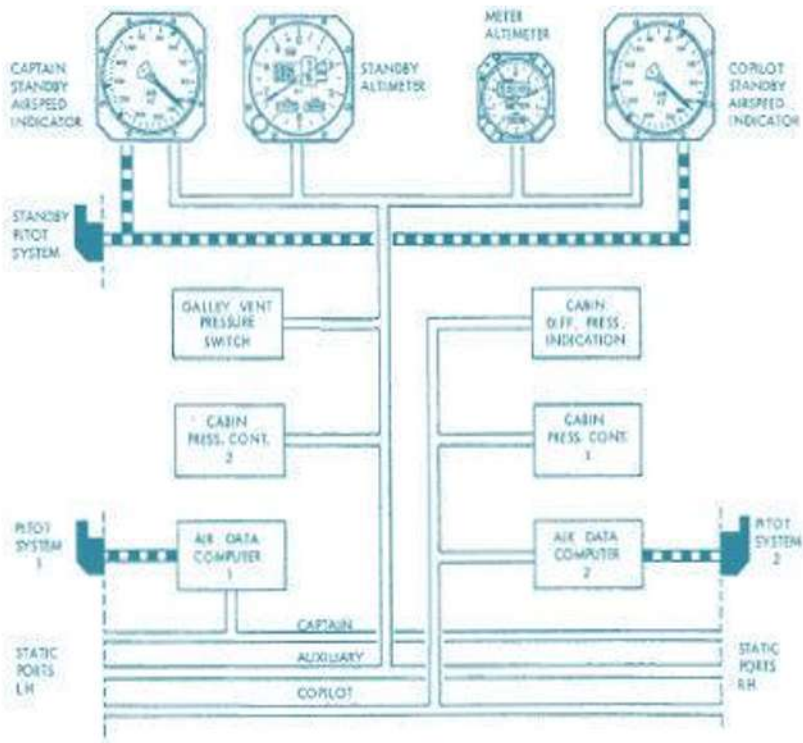 CAPTAIN
STANDBY
AIRSPEED
INDICATOR
STANDBY
ALTIMETER
METER
ALTIMETER
COPILOT
STANDBY
AIRSPEED
INDICATOR
STANDBY
PITOT
SYSTEM
GALLEY VENT
PRESSURE
SWITCH
CABIN
DIFF. PRESS.
INDICATION
CABIN
PRESS. CONT.
2
CABIN
PRESS. CONT.
1
PITOT
SYSTEM
1
AIR DATA
COMPUTER
1
AIR DATA
COMPUTER
2
PITOT
SYSTEM
2
STATIC
PORTS
L.H.
CAPTAIN
AUXILIARY
COPILOT
STATIC
PORTS
R.H.